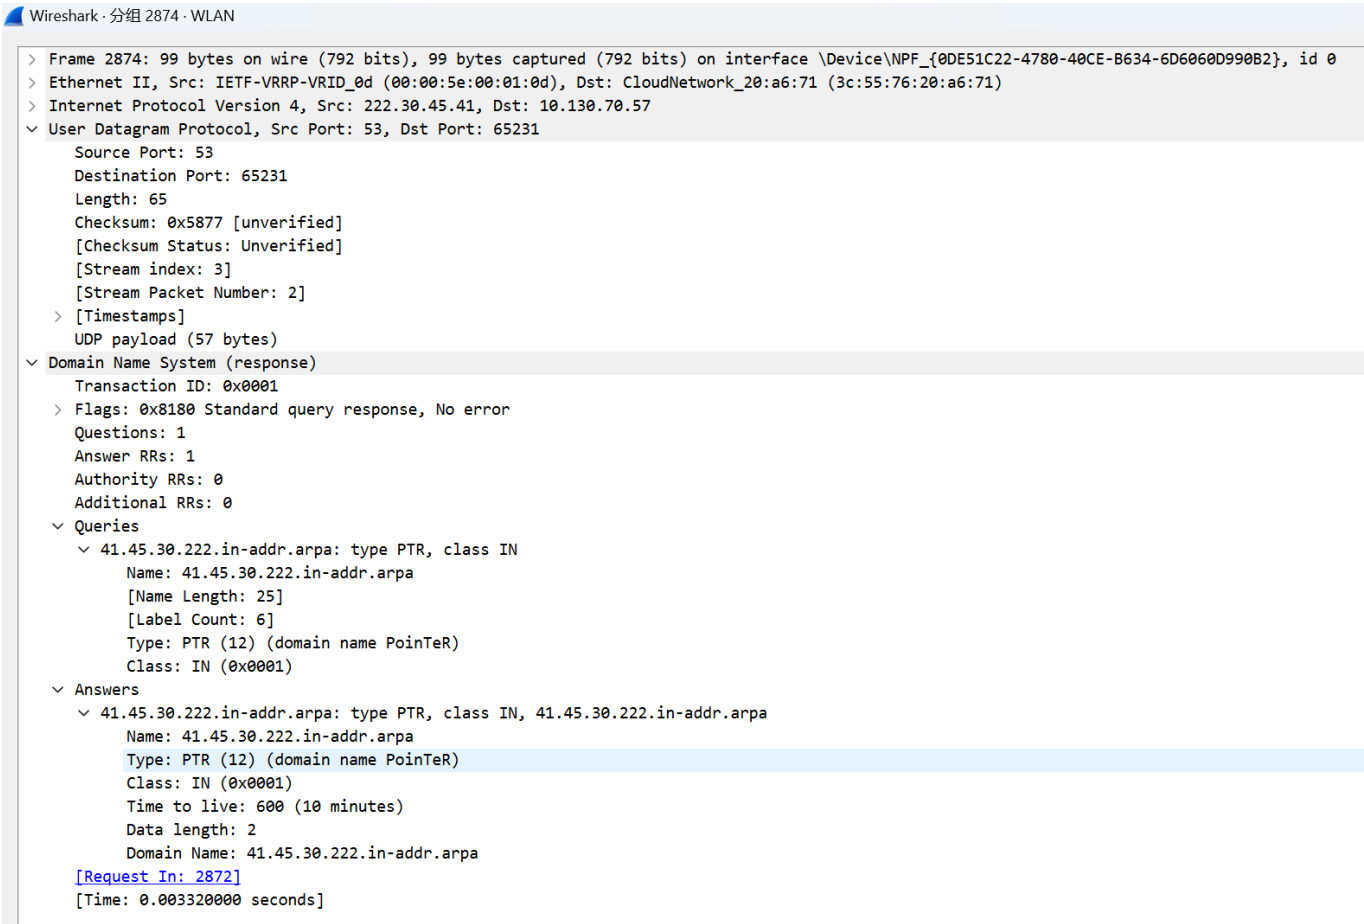 Wireshark · 分组 2874 · WLAN
Frame 2874: 99 bytes on wire (792 bits), 99 bytes captured (792 bits) on interface \Device\NPF_{0DE51C22-4780-40CE-B634-6D6060D990B2}, id 0
Ethernet II, Src: IETF-VRRP-VRID_0d (00:00:5e:00:01:0d), Dst: CloudNetwork_20:a6:71 (3c:55:76:20:a6:71)
Internet Protocol Version 4, Src: 222.30.45.41, Dst: 10.130.70.57
User Datagram Protocol, Src Port: 53, Dst Port: 65231
Source Port: 53
Destination Port: 65231
Length: 65
Checksum: 0x5877 [unverified]
[Checksum Status: Unverified]
[Stream index: 3]
[Stream Packet Number: 2]
[Timestamps]
UDP payload (57 bytes)
Domain Name System (response)
Transaction ID: 0x0001
Flags: 0x8180 Standard query response, No error
Questions: 1
Answer RRs: 1
Authority RRs: 0
Additional RRs: 0
Queries
41.45.30.222.in-addr.arpa: type PTR, class IN
Name: 41.45.30.222.in-addr.arpa
[Name Length: 25]
[Label Count: 6]
Type: PTR (12) (domain name PoinTeR)
Class: IN (0x0001)
Answers
41.45.30.222.in-addr.arpa: type PTR, class IN, 41.45.30.222.in-addr.arpa
Name: 41.45.30.222.in-addr.arpa
Type: PTR (12) (domain name PoinTeR)
Class: IN (0x0001)
Time to live: 600 (10 minutes)
Data length: 2
Domain Name: 41.45.30.222.in-addr.arpa
[Request In: 2872]
[Time: 0.003320000 seconds]